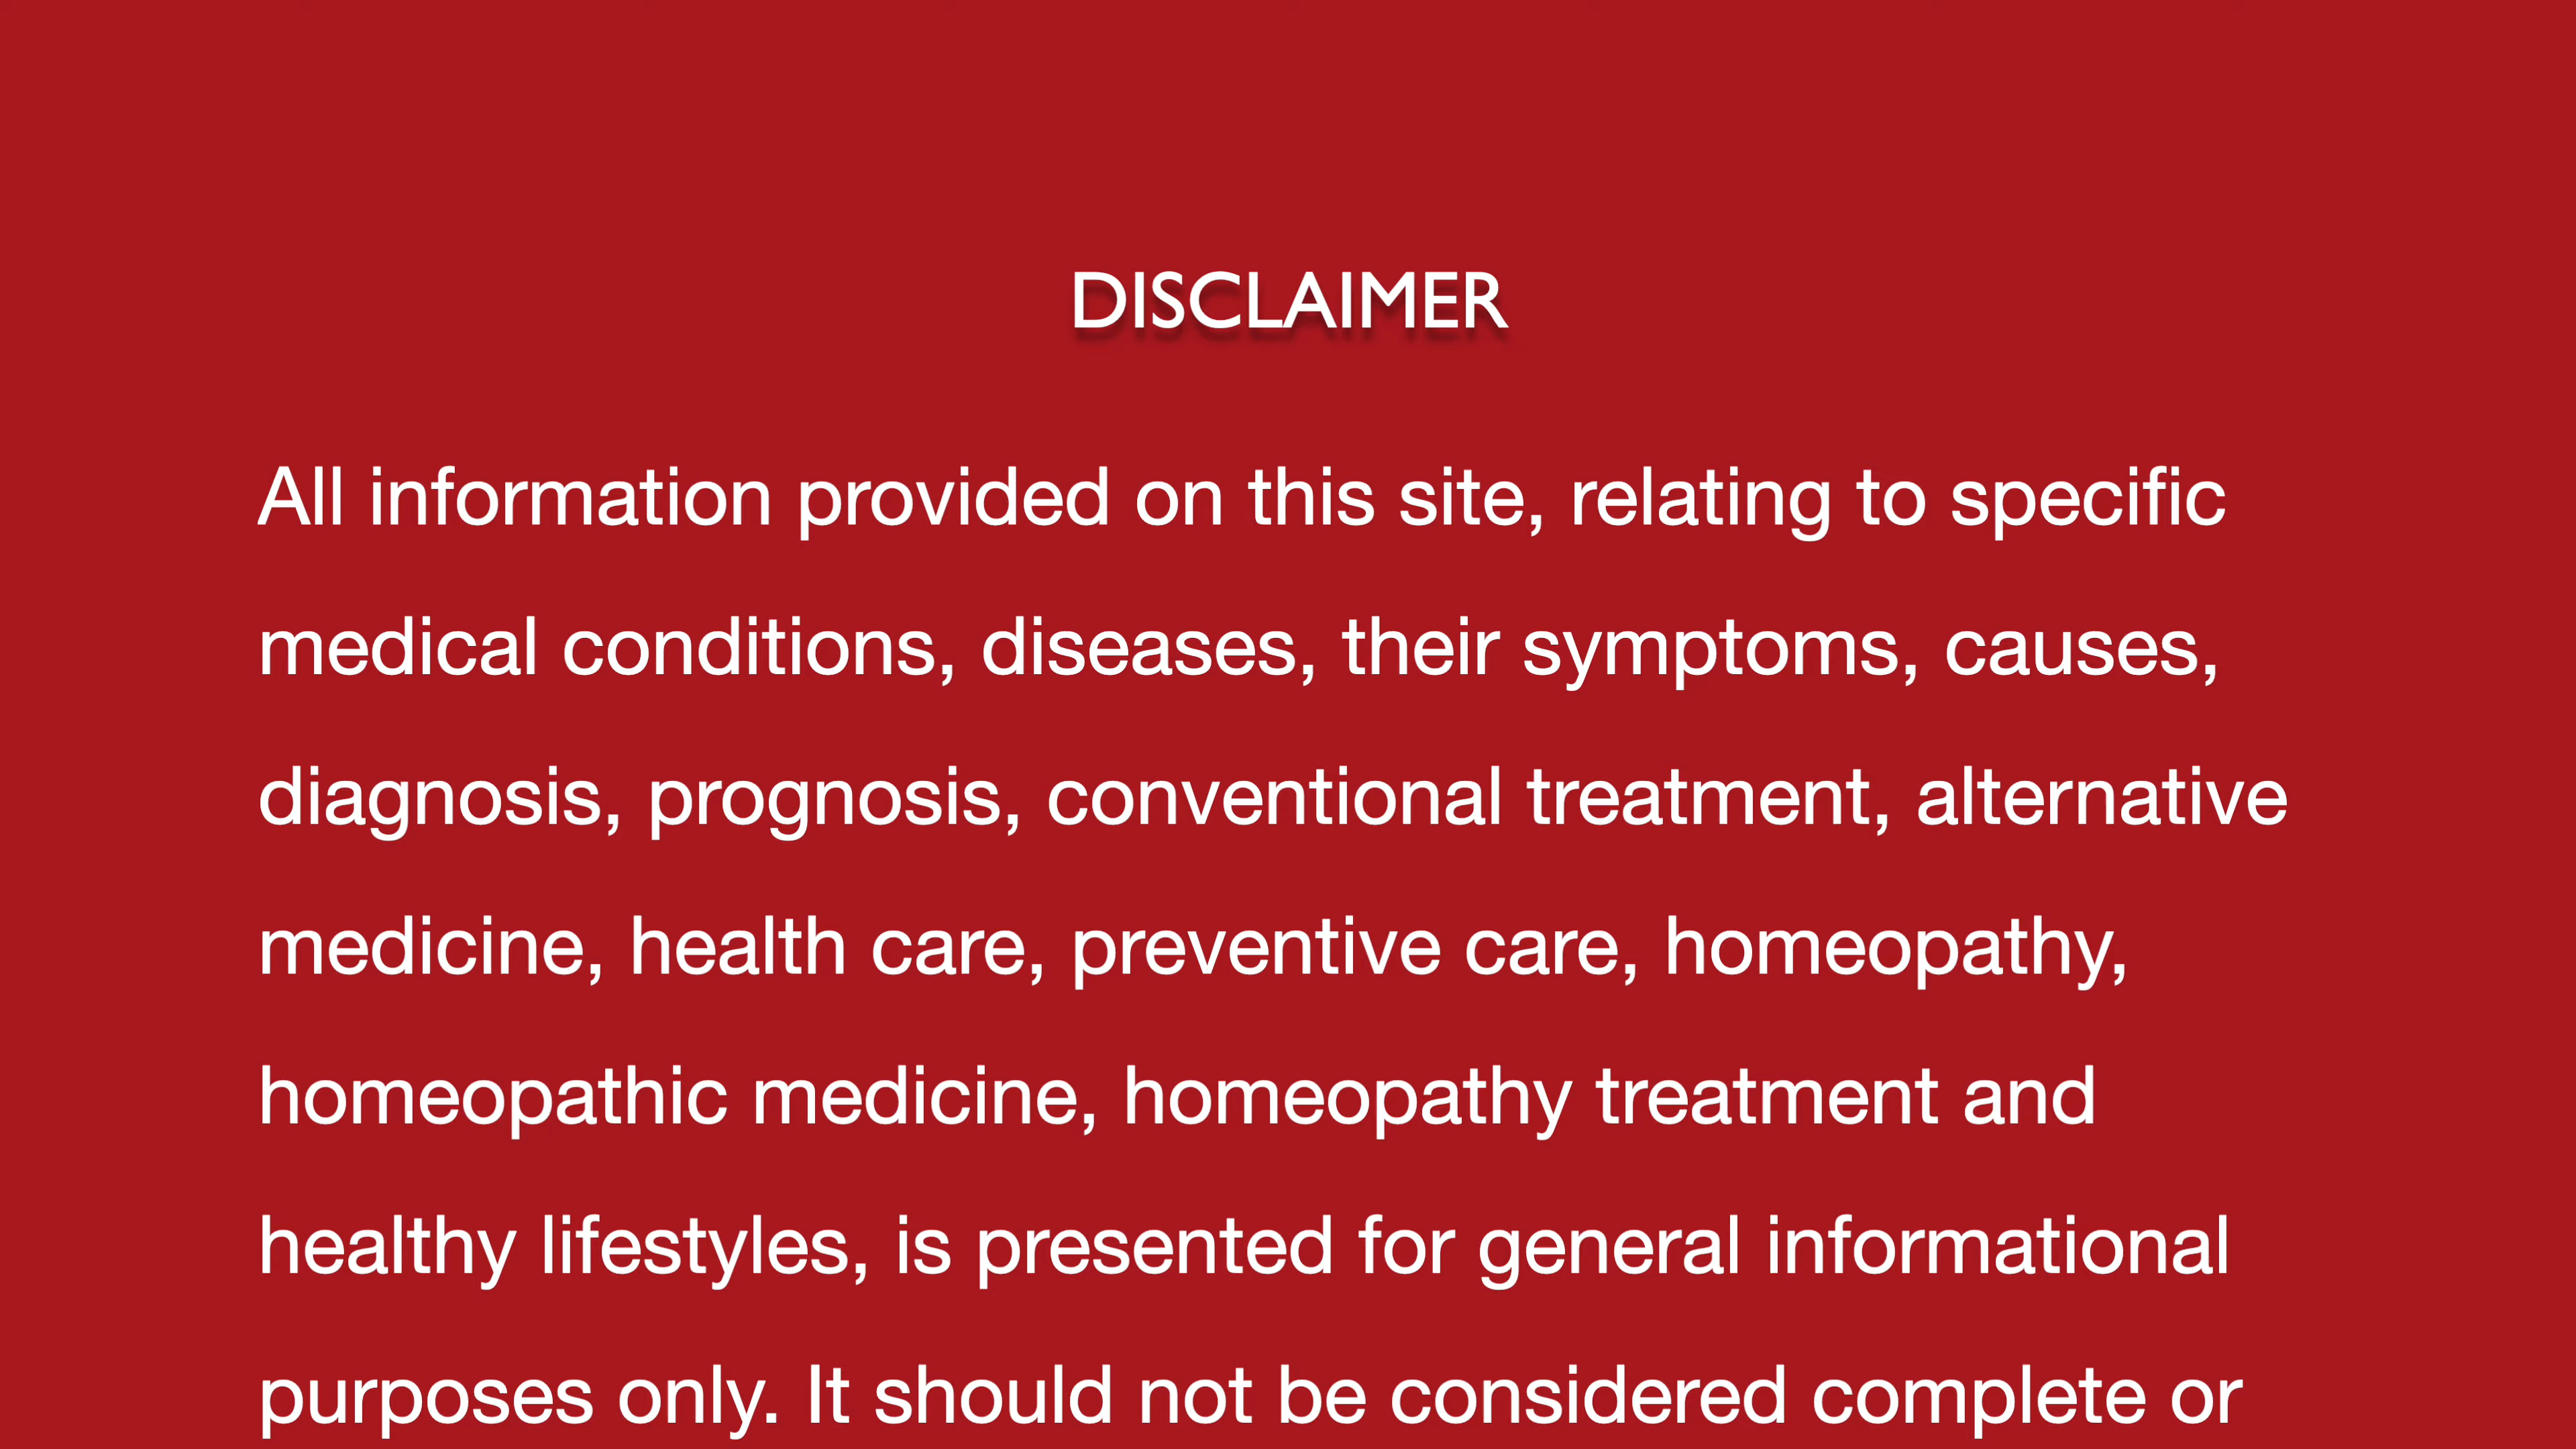 DISCLAIMER
All information provided on this site, relating to specific
medical conditions, diseases, their symptoms, causes,
diagnosis, prognosis, conventional treatment, alternative
medicine, health care, preventive care, homeopathy,
homeopathic medicine, homeopathy treatment and
healthy lifestyles, is presented for general informational
purposes only. It should not be considered complete or